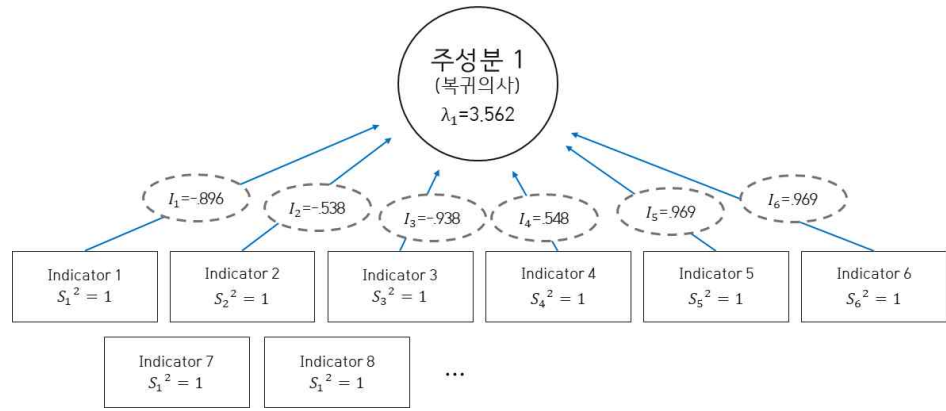 주성분 1
(복귀의사)
λ₁=3.562
I₁=-.896
I₂=-.538
I₃=-.938
I₄=.548
I₅=.969
I₆=.969
Indicator 1
S₁² = 1
Indicator 2
S₂² = 1
Indicator 3
S₃² = 1
Indicator 4
S₄² = 1
Indicator 5
S₅² = 1
Indicator 6
S₆² = 1
Indicator 7
S₁² = 1
Indicator 8
S₁² = 1
...